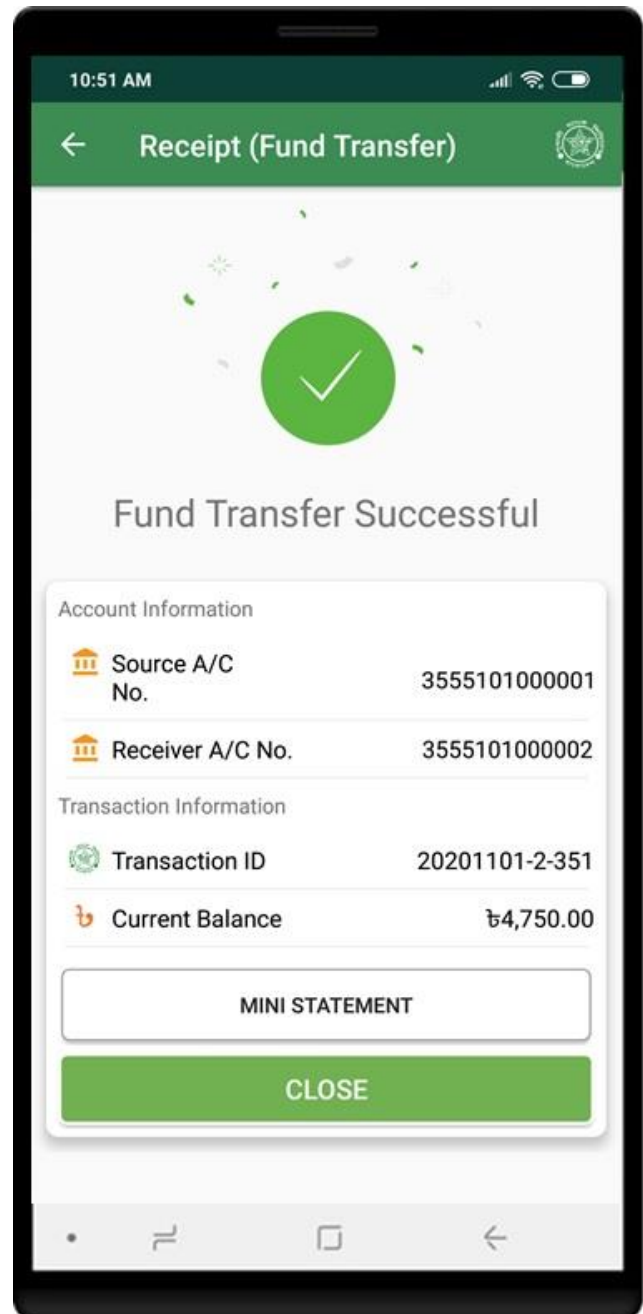 10:51 AM
Receipt (Fund Transfer)
Fund Transfer Successful
Account Information
Source A/C
No.
3555101000001
Receiver A/C No. 3555101000002
Transaction Information
Transaction ID 20201101-2-351
৳ Current Balance ৳4,750.00
MINI STATEMENT
CLOSE